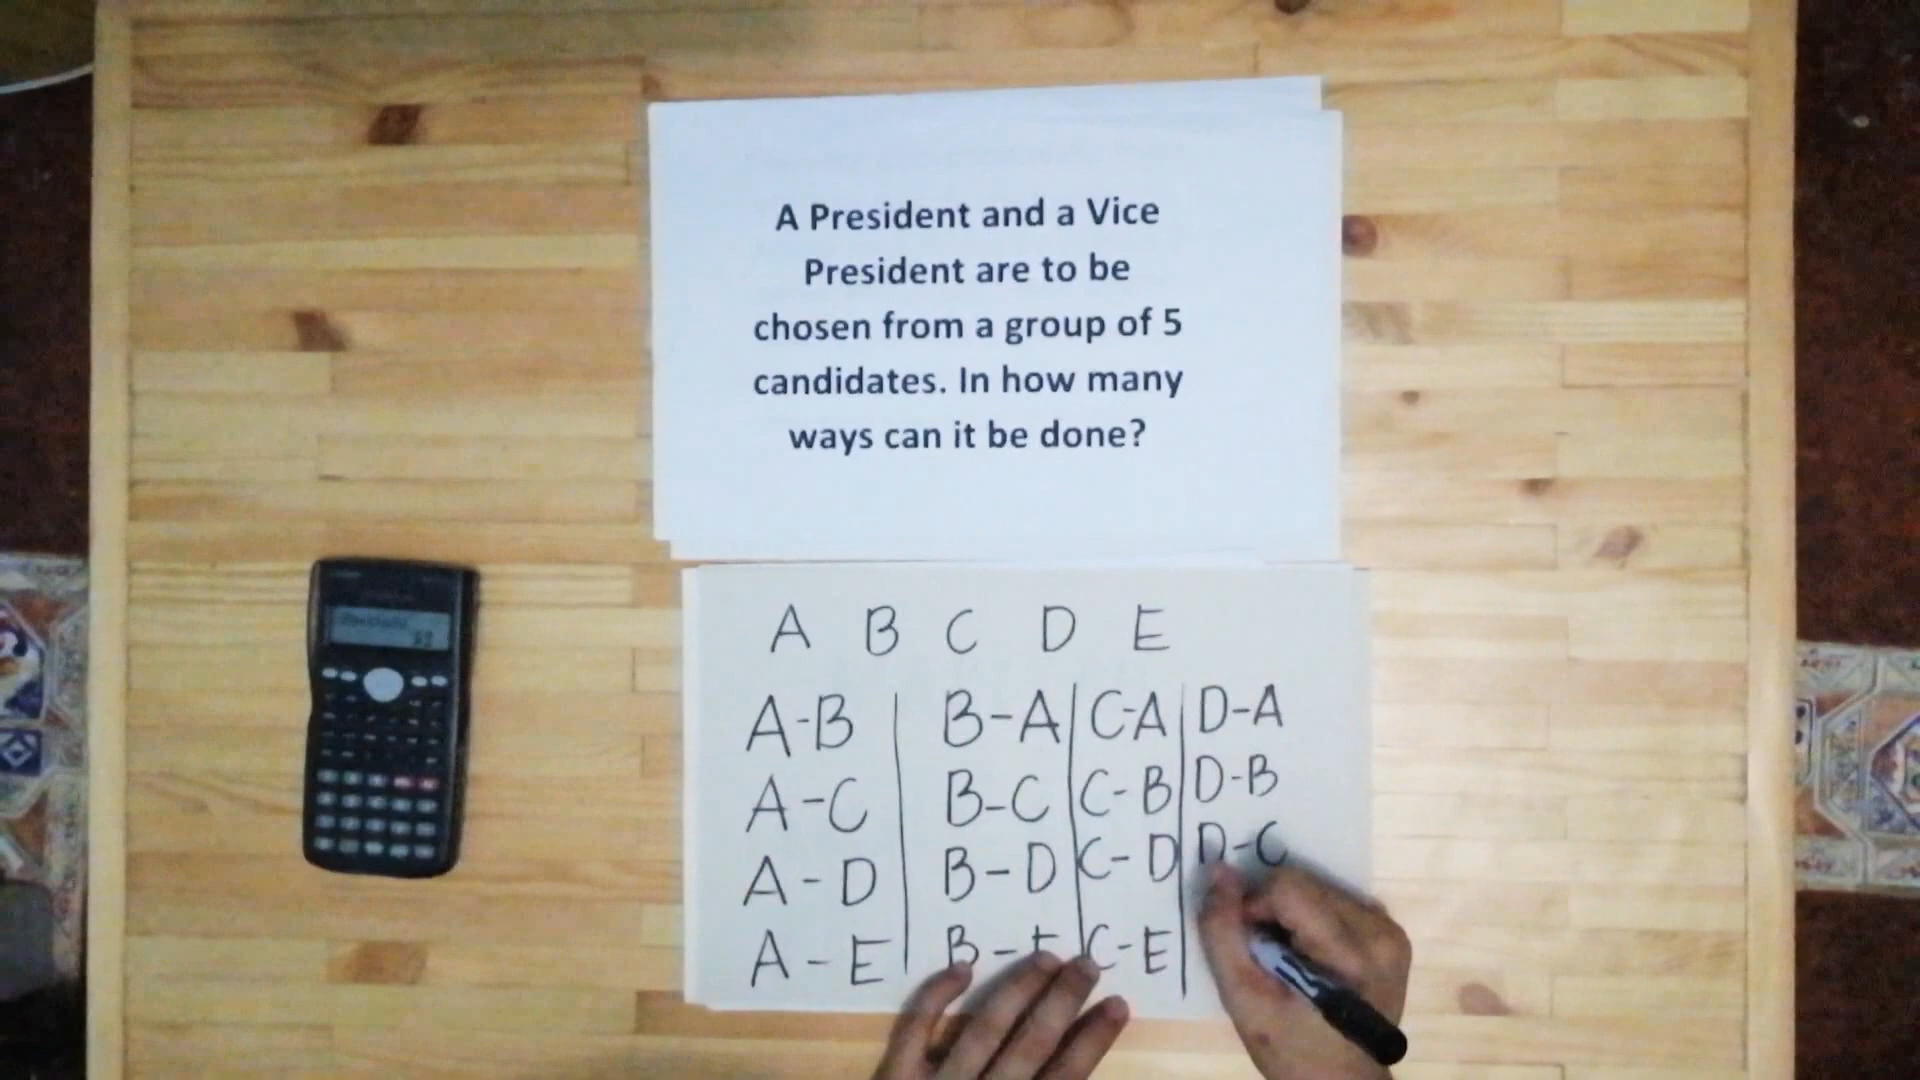 A President and a Vice
President are to be
chosen from a group of 5
candidates. In how many
ways can it be done?
A B C D E
A-B B-A C-A D-A
A-C B-C C-B D-B
A-D B-D C-D D-C
A-E B-E C-E